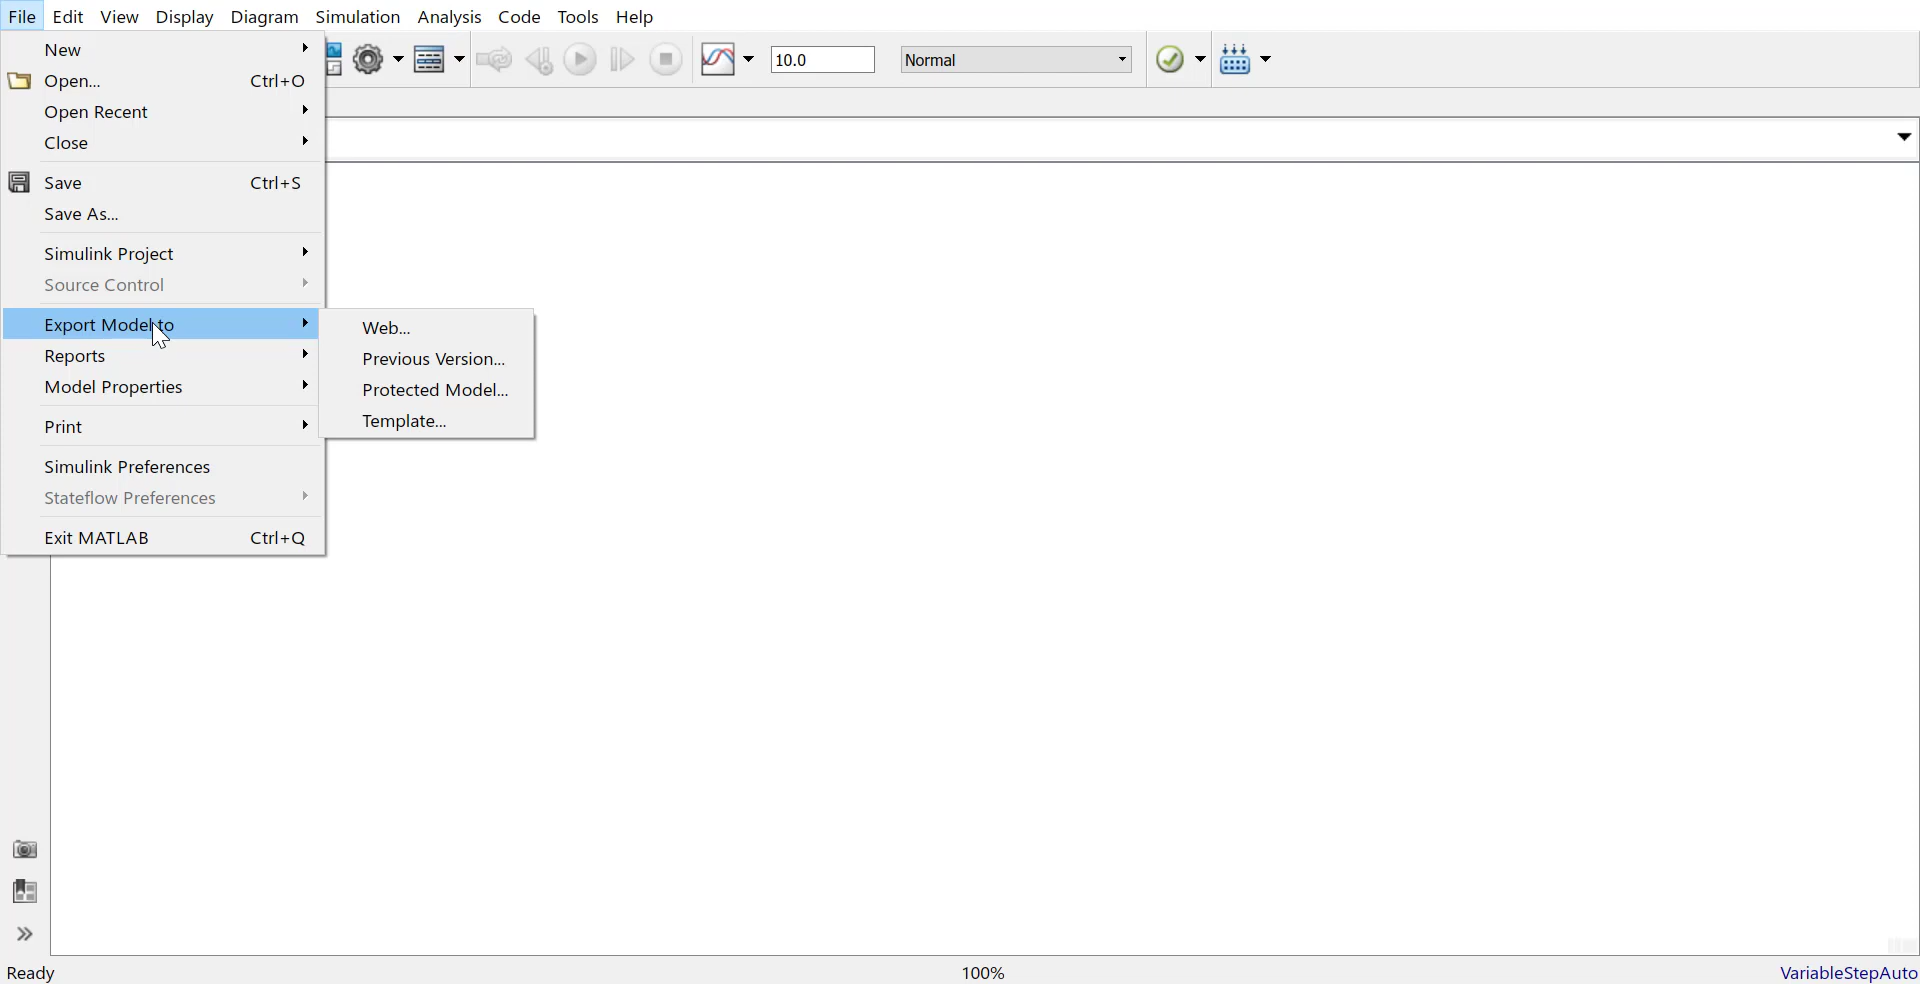 File Edit View Display Diagram Simulation Analysis Code Tools Help
New
Open... Ctrl+O
Open Recent
Close
Save Ctrl+S
Save As...
Simulink Project
Source Control
Export Model to
Reports
Model Properties
Print
Simulink Preferences
Stateflow Preferences
Exit MATLAB Ctrl+Q
Web...
Previous Version...
Protected Model...
Template...
10.0 Normal
Ready 100% VariableStepAuto